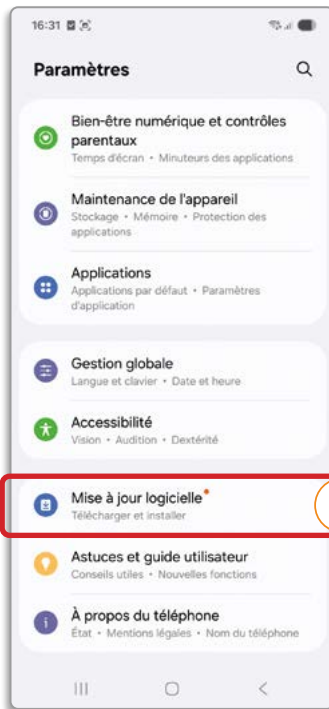 16:31
Paramètres
Bien-être numérique et contrôles
parentaux
Temps d'écran • Minuteurs des applications
Maintenance de l'appareil
Stockage • Mémoire • Protection des
applications
Applications
Applications par défaut • Paramètres
d'application
Gestion globale
Langue et clavier • Date et heure
Accessibilité
Vision • Audition • Dextérité
Mise à jour logicielle
Télécharger et installer
Astuces et guide utilisateur
Conseils utiles • Nouvelles fonctions
À propos du téléphone
État • Mentions légales • Nom du téléphone